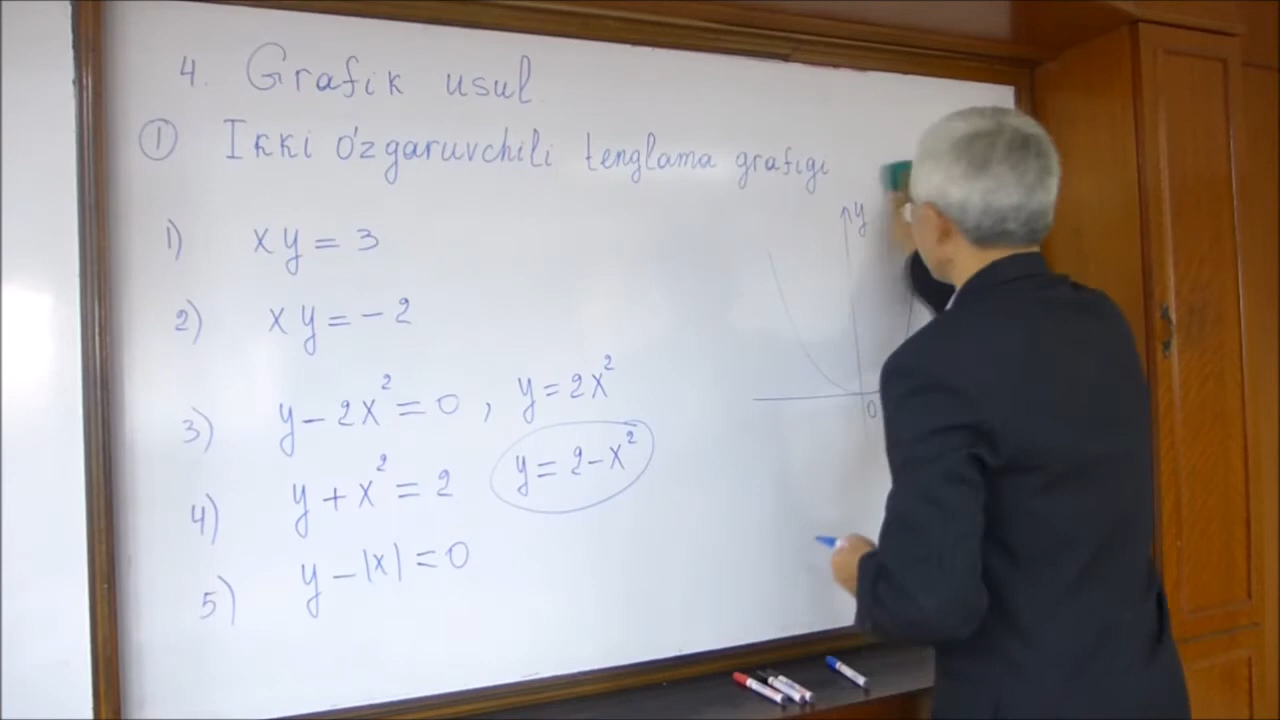 4. Grafik usul
① Ikki o'zgaruvchili tenglama grafigi
1) xy = 3
2) xy = -2
3) y - 2x² = 0, y = 2x²
4) y + x² = 2 y = 2 - x²
5) y - |x| = 0
y
0